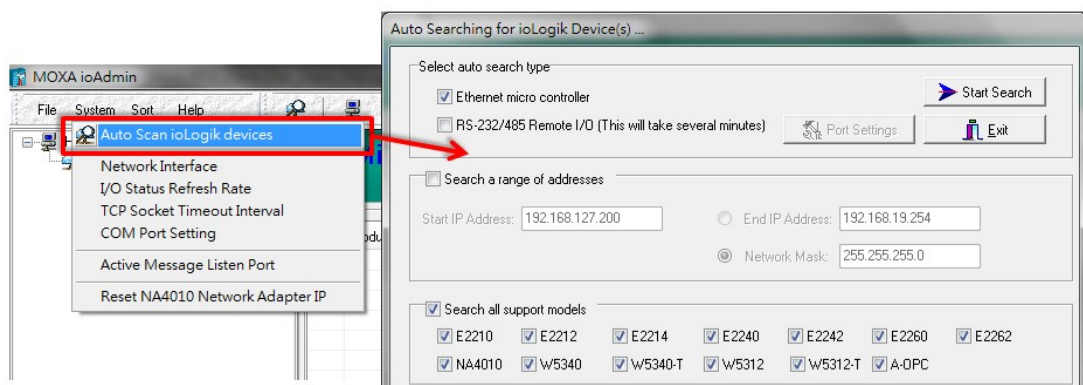 MOXA ioAdmin
File System Sort Help
Auto Scan ioLogik devices
Network Interface
I/O Status Refresh Rate
TCP Socket Timeout Interval
COM Port Setting
Active Message Listen Port
Reset NA4010 Network Adapter IP
Auto Searching for ioLogik Device(s) ...
Select auto search type
Ethernet micro controller
Start Search
RS-232/485 Remote I/O (This will take several minutes)
Port Settings
Exit
Search a range of addresses
Start IP Address: 192.168.127.200
End IP Address: 192.168.19.254
Network Mask: 255.255.255.0
Search all support models
E2210 E2212 E2214 E2240 E2242 E2260 E2262
NA4010 W5340 W5340-T W5312 W5312-T A-OPC